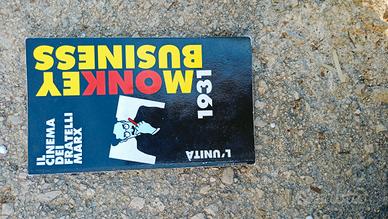 IL
CINEMA
DEI
FRATELLI
MARX
MONKEY
BUSINESS
1931
L'UNITÀ